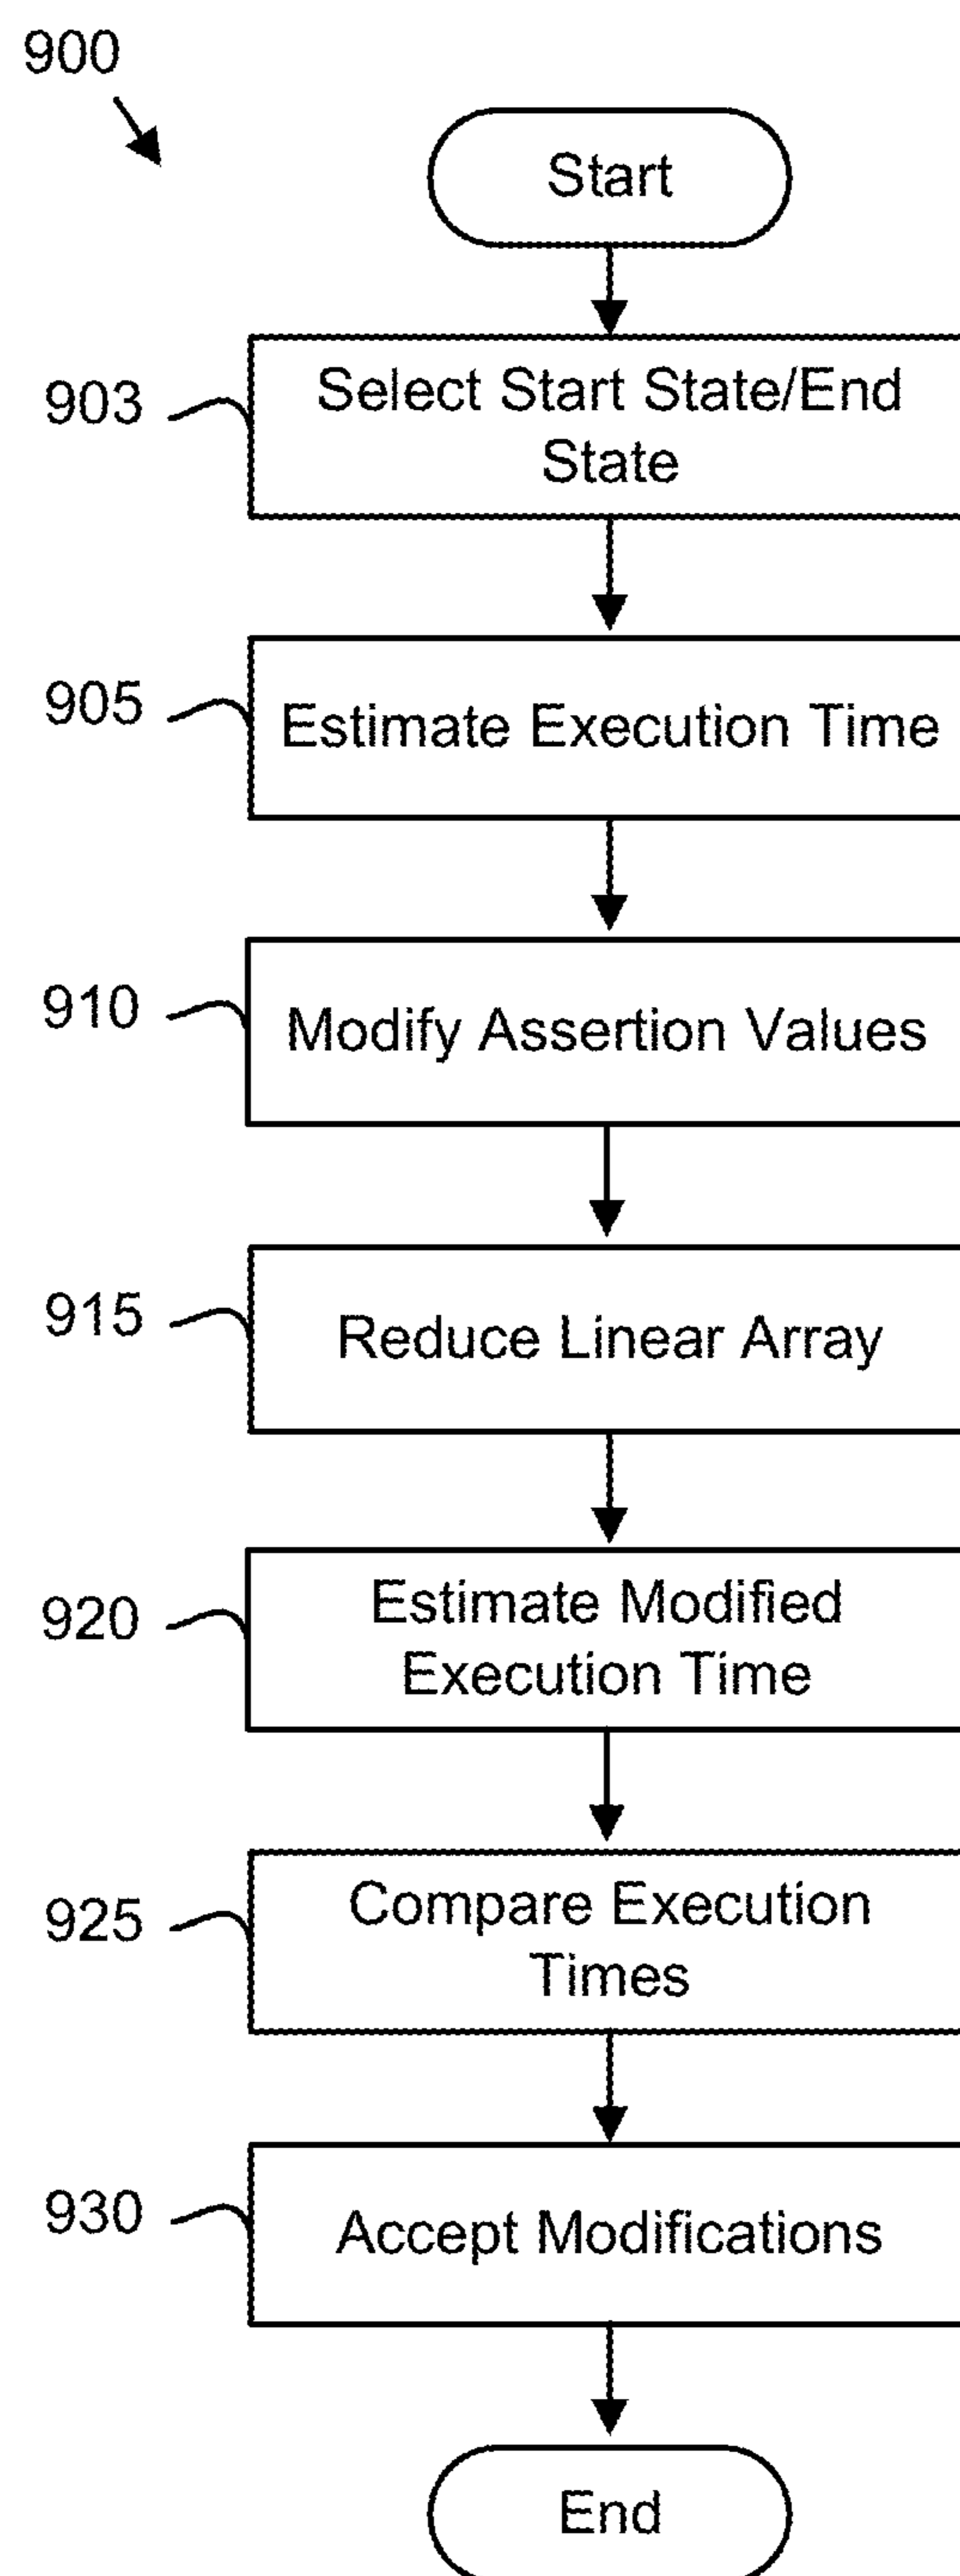 900
Start
903
Select Start State/End
State
905
Estimate Execution Time
910
Modify Assertion Values
915
Reduce Linear Array
920
Estimate Modified
Execution Time
925
Compare Execution
Times
930
Accept Modifications
End